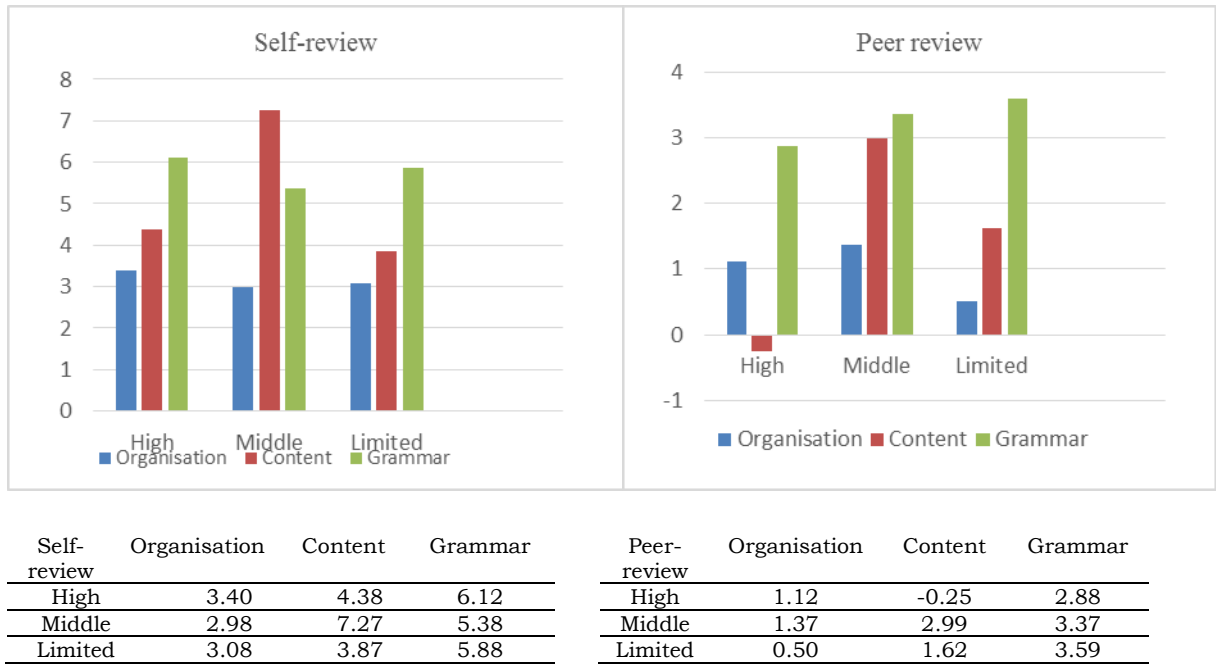 Self-review
8
7
6
5
4
3
2
1
0
High Middle Limited
Organisation Content Grammar
Peer review
4
3
2
1
0
-1
High Middle Limited
Organisation Content Grammar
Self-review Organisation Content Grammar
High 3.40 4.38 6.12
Middle 2.98 7.27 5.38
Limited 3.08 3.87 5.88
Peer-review Organisation Content Grammar
High 1.12 -0.25 2.88
Middle 1.37 2.99 3.37
Limited 0.50 1.62 3.59